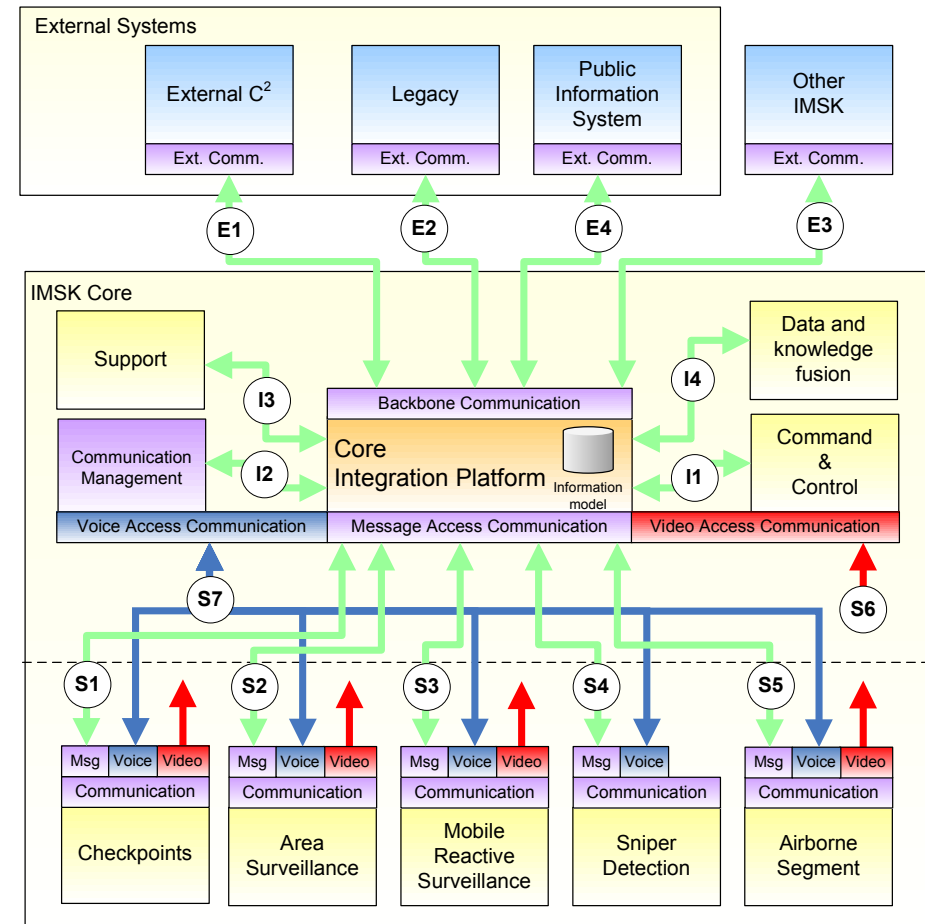 External Systems
External C²
Legacy
Public
Information
System
Other
IMSK
Ext. Comm.
Ext. Comm.
Ext. Comm.
Ext. Comm.
E1
E2
E4
E3
IMSK Core
Support
Data and
knowledge
fusion
I3
I4
Backbone Communication
Communication
Management
I2
Core
Integration Platform
Information
model
I1
Command
&
Control
Voice Access Communication
Message Access Communication
Video Access Communication
S7
S6
S1
S2
S3
S4
S5
Msg
Voice
Video
Msg
Voice
Video
Msg
Voice
Video
Msg
Voice
Msg
Voice
Video
Communication
Communication
Communication
Communication
Communication
Checkpoints
Area
Surveillance
Mobile
Reactive
Surveillance
Sniper
Detection
Airborne
Segment